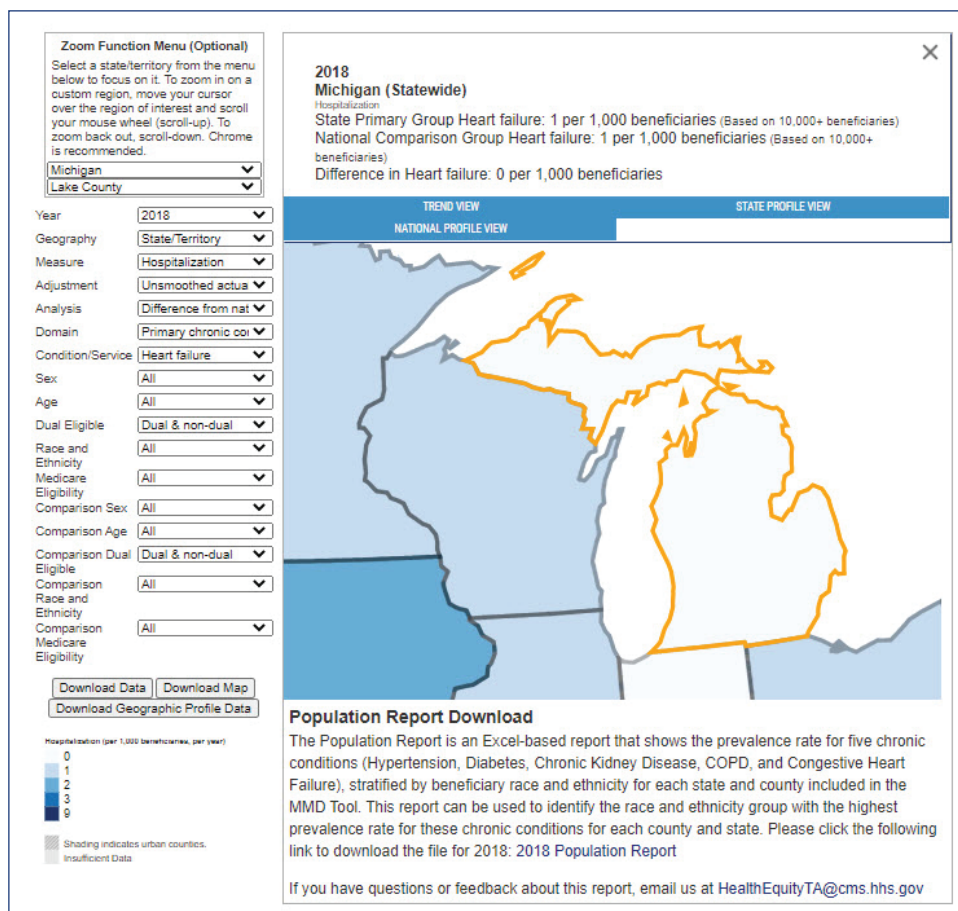 Zoom Function Menu (Optional)
Select a state/territory from the menu
below to focus on it. To zoom in on a
custom region, move your cursor
over the region of interest and scroll
your mouse wheel (scroll-up). To
zoom back out, scroll-down. Chrome
is recommended.
Michigan
Lake County
Year 2018
Geography State/Territory
Measure Hospitalization
Adjustment Unsmoothed actua
Analysis Difference from nat
Domain Primary chronic cor
Condition/Service Heart failure
Sex All
Age All
Dual Eligible Dual & non-dual
Race and All
Ethnicity
Medicare All
Eligibility
Comparison Sex All
Comparison Age All
Comparison Dual Dual & non-dual
Eligible
Comparison All
Race and
Ethnicity
Comparison All
Medicare
Eligibility
Download Data Download Map
Download Geographic Profile Data
Hospitalization (per 1,000 beneficiaries, per year)
0
1
2
3
9
Shading indicates urban counties.
Insufficient Data
2018
Michigan (Statewide)
Hospitalization
State Primary Group Heart failure: 1 per 1,000 beneficiaries (Based on 10,000+ beneficiaries)
National Comparison Group Heart failure: 1 per 1,000 beneficiaries (Based on 10,000+
beneficiaries)
Difference in Heart failure: 0 per 1,000 beneficiaries
TREND VIEW STATE PROFILE VIEW
NATIONAL PROFILE VIEW
Population Report Download
The Population Report is an Excel-based report that shows the prevalence rate for five chronic
conditions (Hypertension, Diabetes, Chronic Kidney Disease, COPD, and Congestive Heart
Failure), stratified by beneficiary race and ethnicity for each state and county included in the
MMD Tool. This report can be used to identify the race and ethnicity group with the highest
prevalence rate for these chronic conditions for each county and state. Please click the following
link to download the file for 2018: 2018 Population Report
If you have questions or feedback about this report, email us at HealthEquityTA@cms.hhs.gov